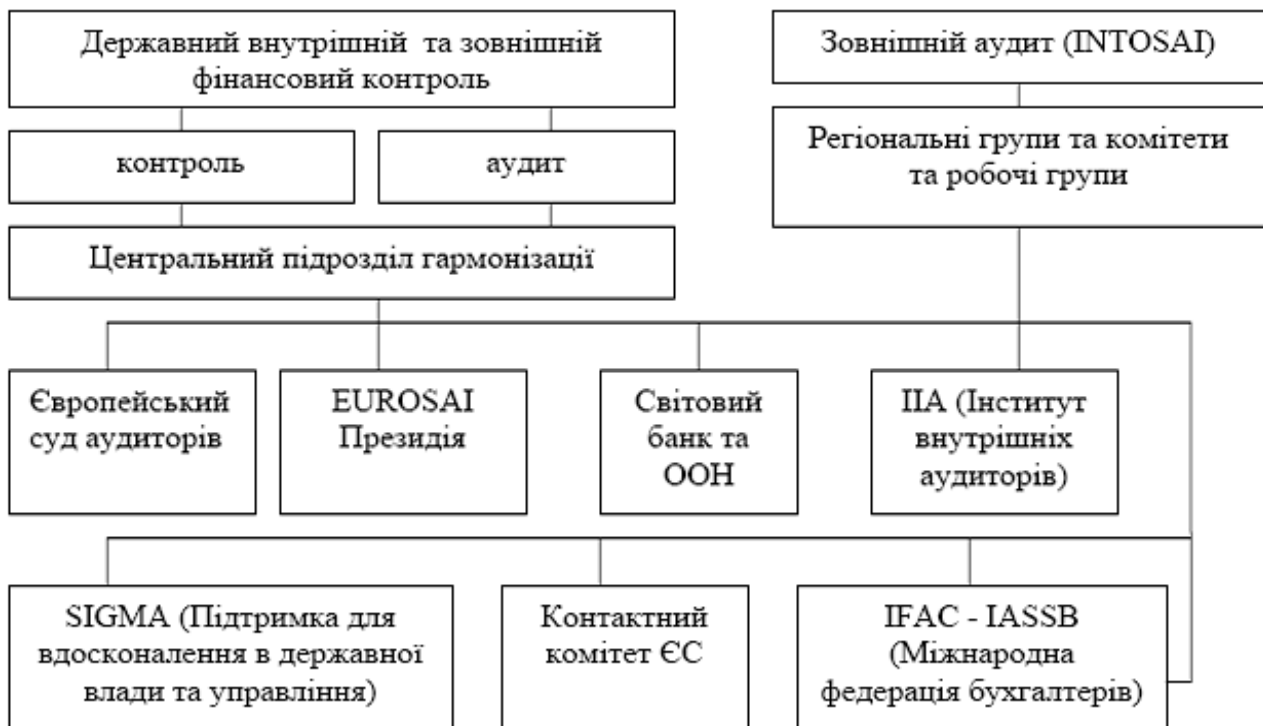 Державний внутрішній та зовнішній
фінансовий контроль
Зовнішній аудит (INTOSAI)
контроль
аудит
Регіональні групи та комітети
та робочі групи
Центральний підрозділ гармонізації
Європейський
суд аудиторів
EUROSAI
Президія
Світовий
банк та
ООН
ІІА (Інститут
внутрішніх
аудиторів)
SIGMA (Підтримка для
вдосконалення в державної
влади та управління)
Контактний
комітет ЄС
IFAC - IASSB
(Міжнародна
федерація бухгалтерів)